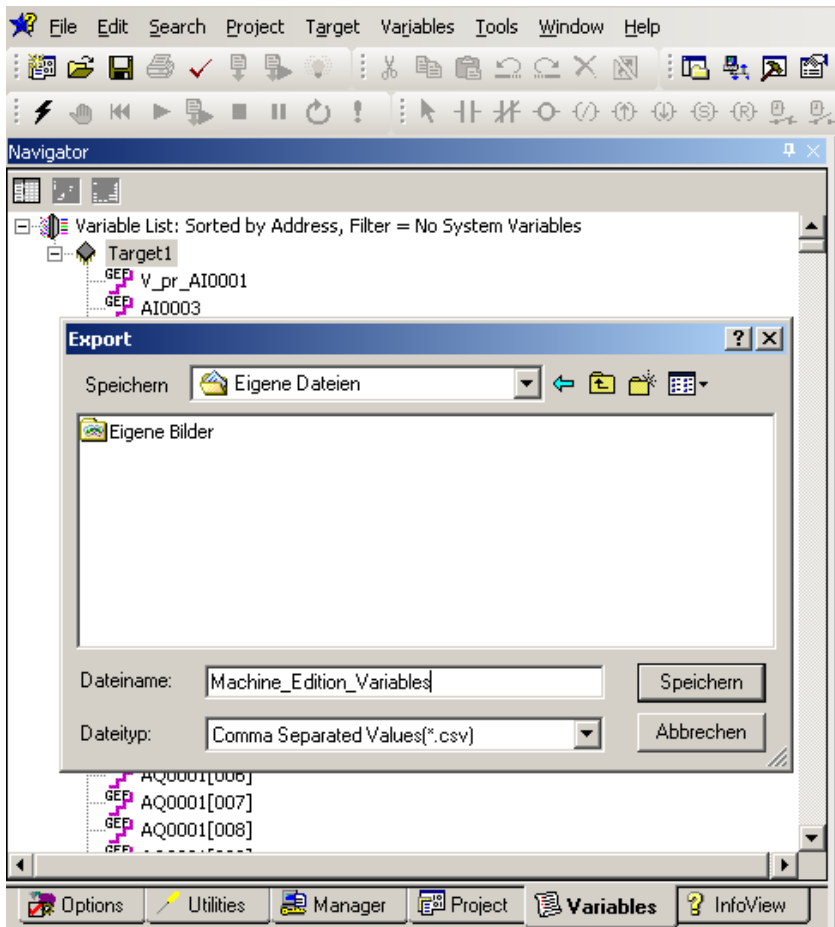 File Edit Search Project Target Variables Tools Window Help
Navigator
Variable List: Sorted by Address, Filter = No System Variables
Target1
GEF V_pr_AI0001
GEF AI0003
Export
Speichern Eigene Dateien
Eigene Bilder
Dateiname: Machine_Edition_Variables Speichern
Dateityp: Comma Separated Values(*.csv) Abbrechen
AQ0001[006]
GEF AQ0001[007]
GEF AQ0001[008]
GEF
Options Utilities Manager Project Variables InfoView